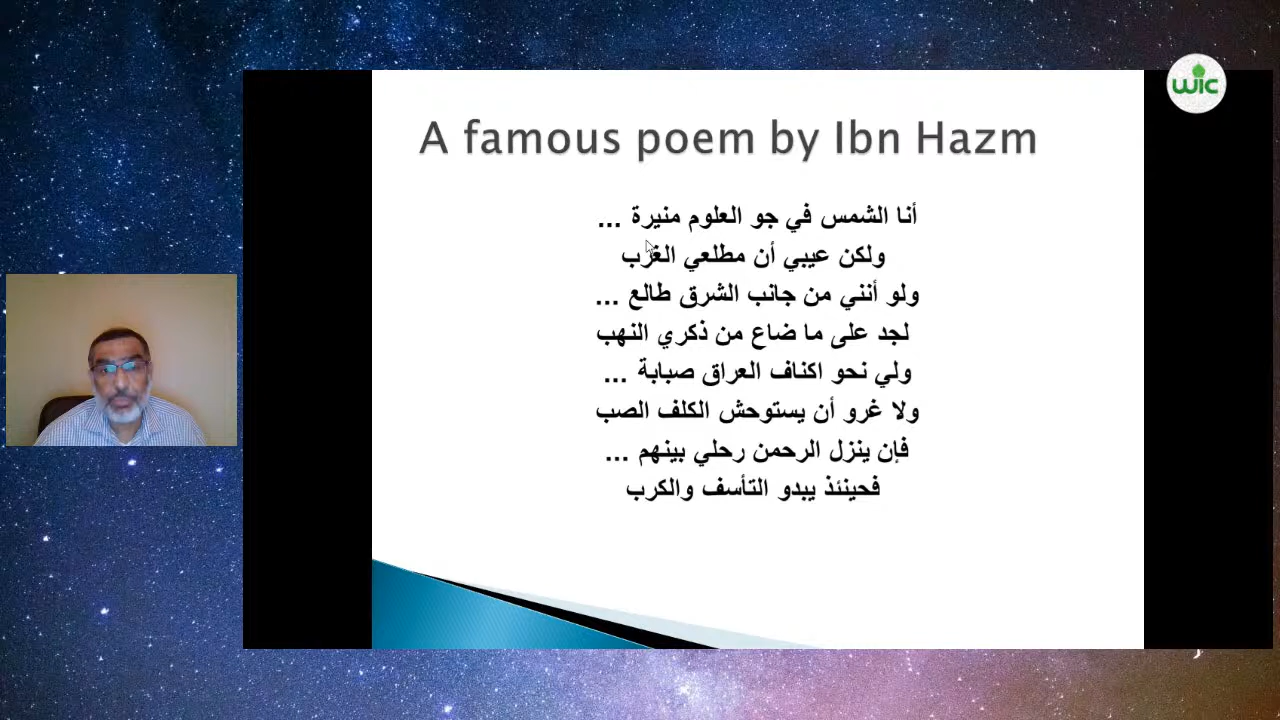 A famous poem by Ibn Hazm
أنا الشمس في جو العلوم منيرة ...
ولكن عيبي أن مطلعي الغرب
ولو أنني من جانب الشرق طالع ...
لجد على ما ضاع من ذكري النهب
ولي نحو اكناف العراق صبابة ...
ولا غرو أن يستوحش الكلف الصب
فإن ينزل الرحمن رحلي بينهم ...
فحينئذ يبدو التأسف والكرب
wic